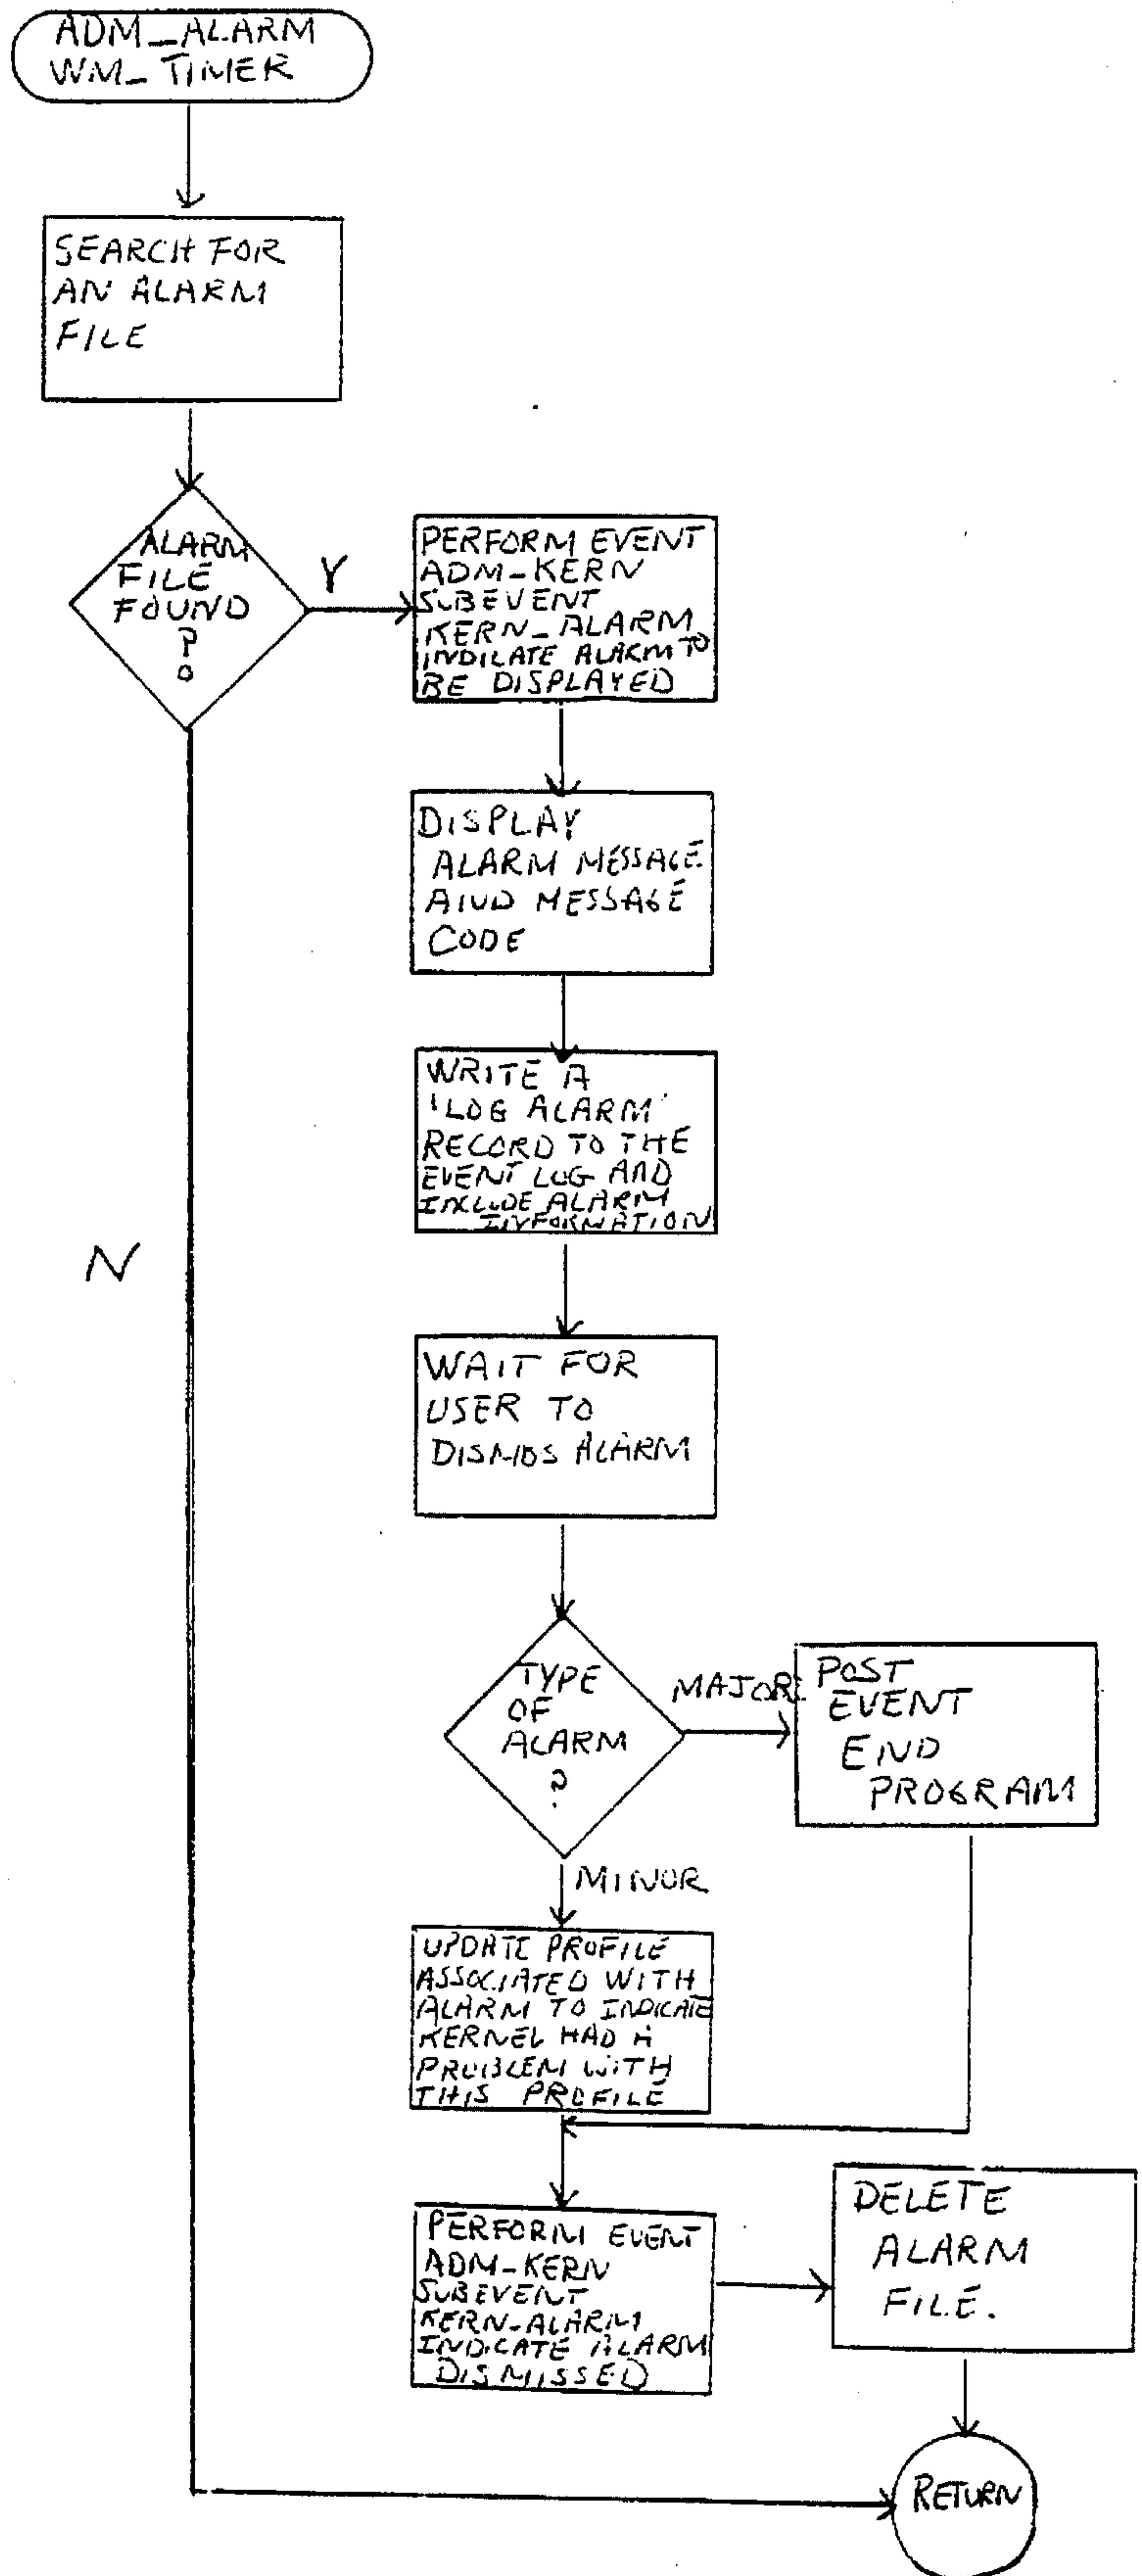 ADM_ALARM
WM_TIMER
SEARCH FOR
AN ALARM
FILE
ALARM
FILE
FOUND
?
Y
N
PERFORM EVENT
ADM-KERN
SUBEVENT
KERN_ALARM
INDICATE ALARM TO
BE DISPLAYED
DISPLAY
ALARM MESSAGE
AND MESSAGE
CODE
WRITE A
'LOG ALARM'
RECORD TO THE
EVENT LOG AND
INCLUDE ALARM
INFORMATION
WAIT FOR
USER TO
DISMISS ALARM
TYPE
OF
ALARM
?
MAJOR
POST
EVENT
END
PROGRAM
MINOR
UPDATE PROFILE
ASSOCIATED WITH
ALARM TO INDICATE
KERNEL HAD A
PROBLEM WITH
THIS PROFILE
PERFORM EVENT
ADM-KERN
SUBEVENT
KERN-ALARM
INDICATE ALARM
DISMISSED
DELETE
ALARM
FILE.
RETURN